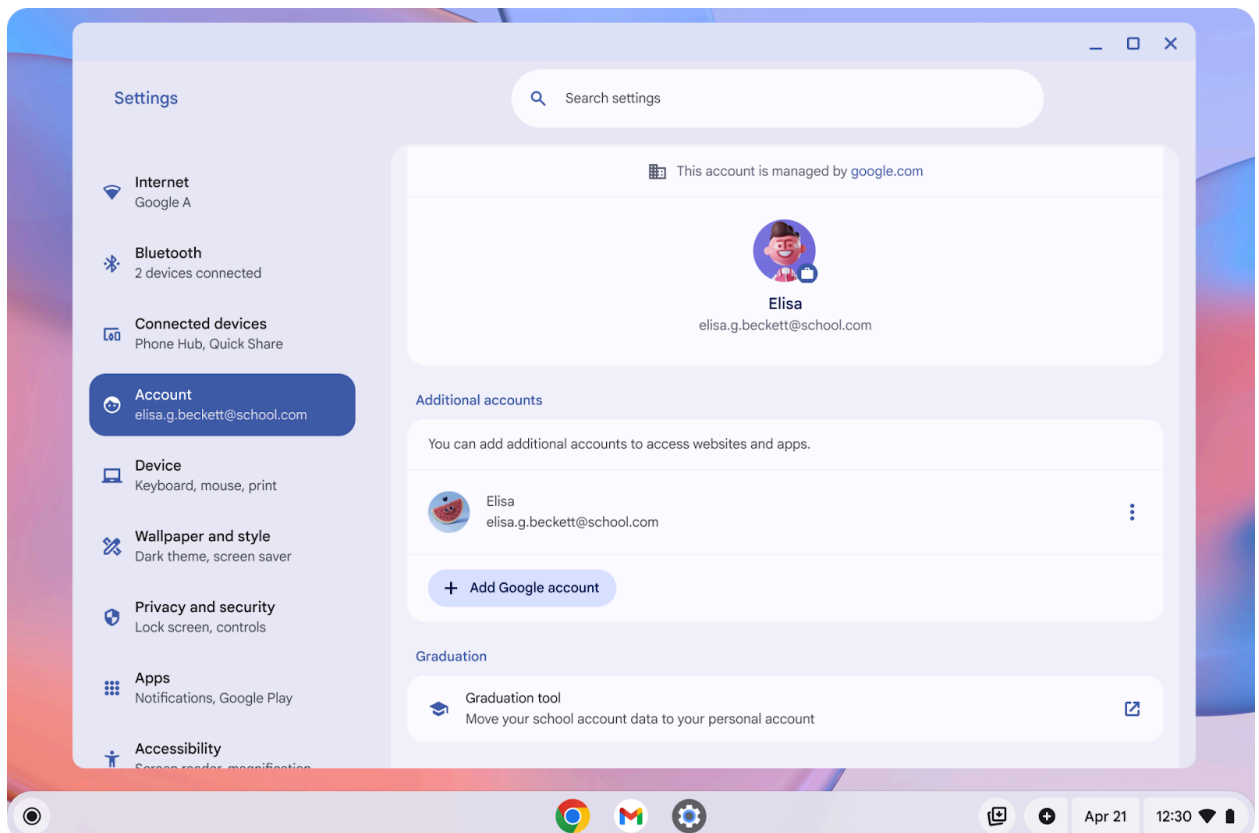 Settings
Search settings
Internet
Google A
Bluetooth
2 devices connected
Connected devices
Phone Hub, Quick Share
Account
elisa.g.beckett@school.com
Device
Keyboard, mouse, print
Wallpaper and style
Dark theme, screen saver
Privacy and security
Lock screen, controls
Apps
Notifications, Google Play
Accessibility
Screen reader, magnification
This account is managed by google.com
Elisa
elisa.g.beckett@school.com
Additional accounts
You can add additional accounts to access websites and apps.
Elisa
elisa.g.beckett@school.com
Add Google account
Graduation
Graduation tool
Move your school account data to your personal account
Apr 21
12:30